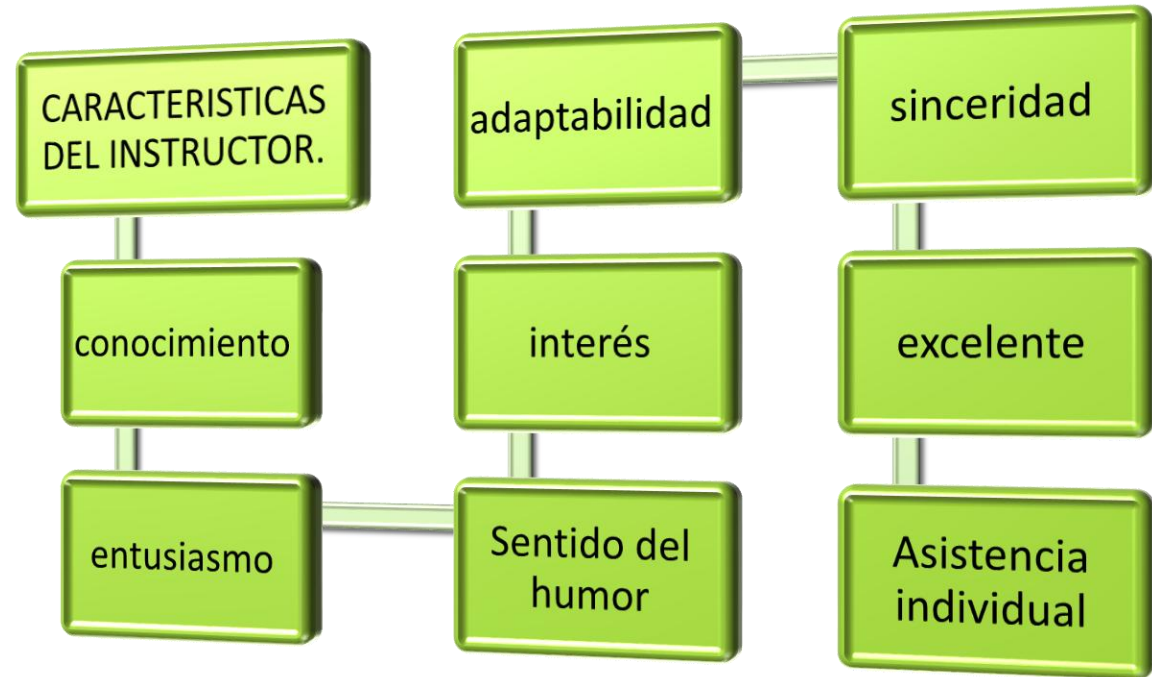 CARACTERISTICAS
DEL INSTRUCTOR.
conocimiento
entusiasmo
Sentido del
humor
interés
adaptabilidad
sinceridad
excelente
Asistencia
individual